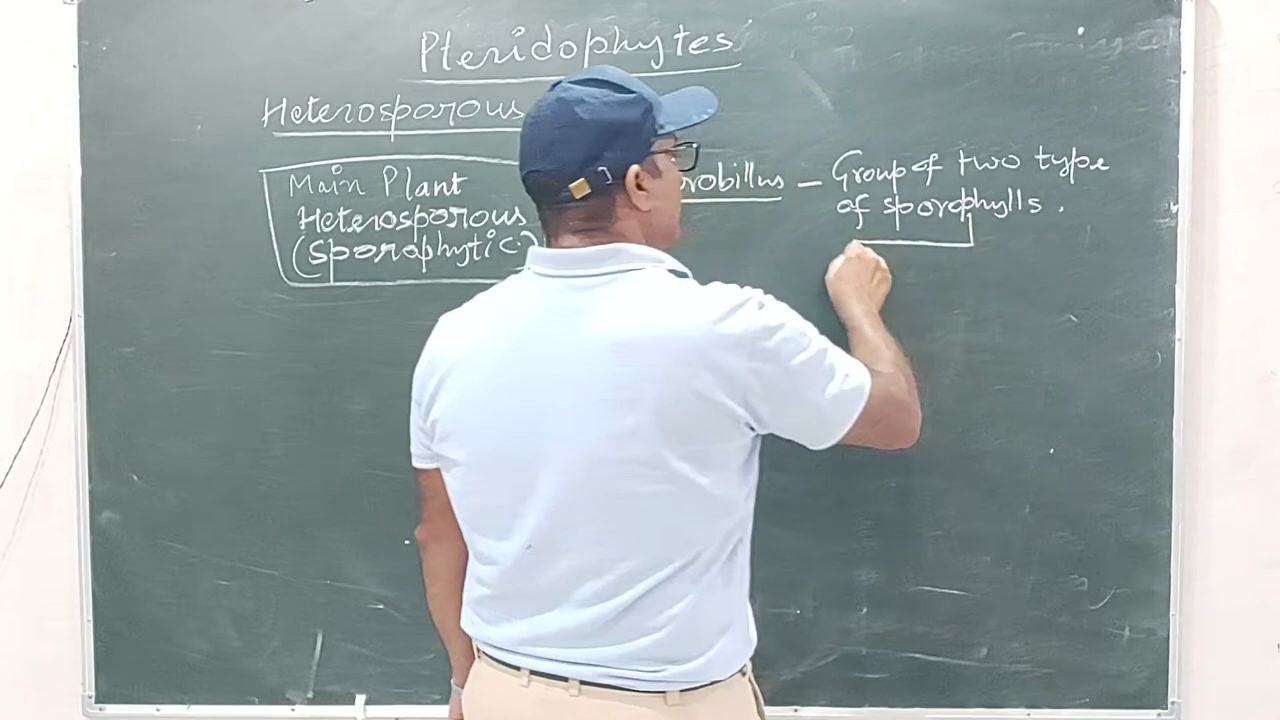 Pteridophytes
Heterosporous
Main Plant
Heterosporous
(Sporophytic)
robillus – Group of two type
of sporophylls.